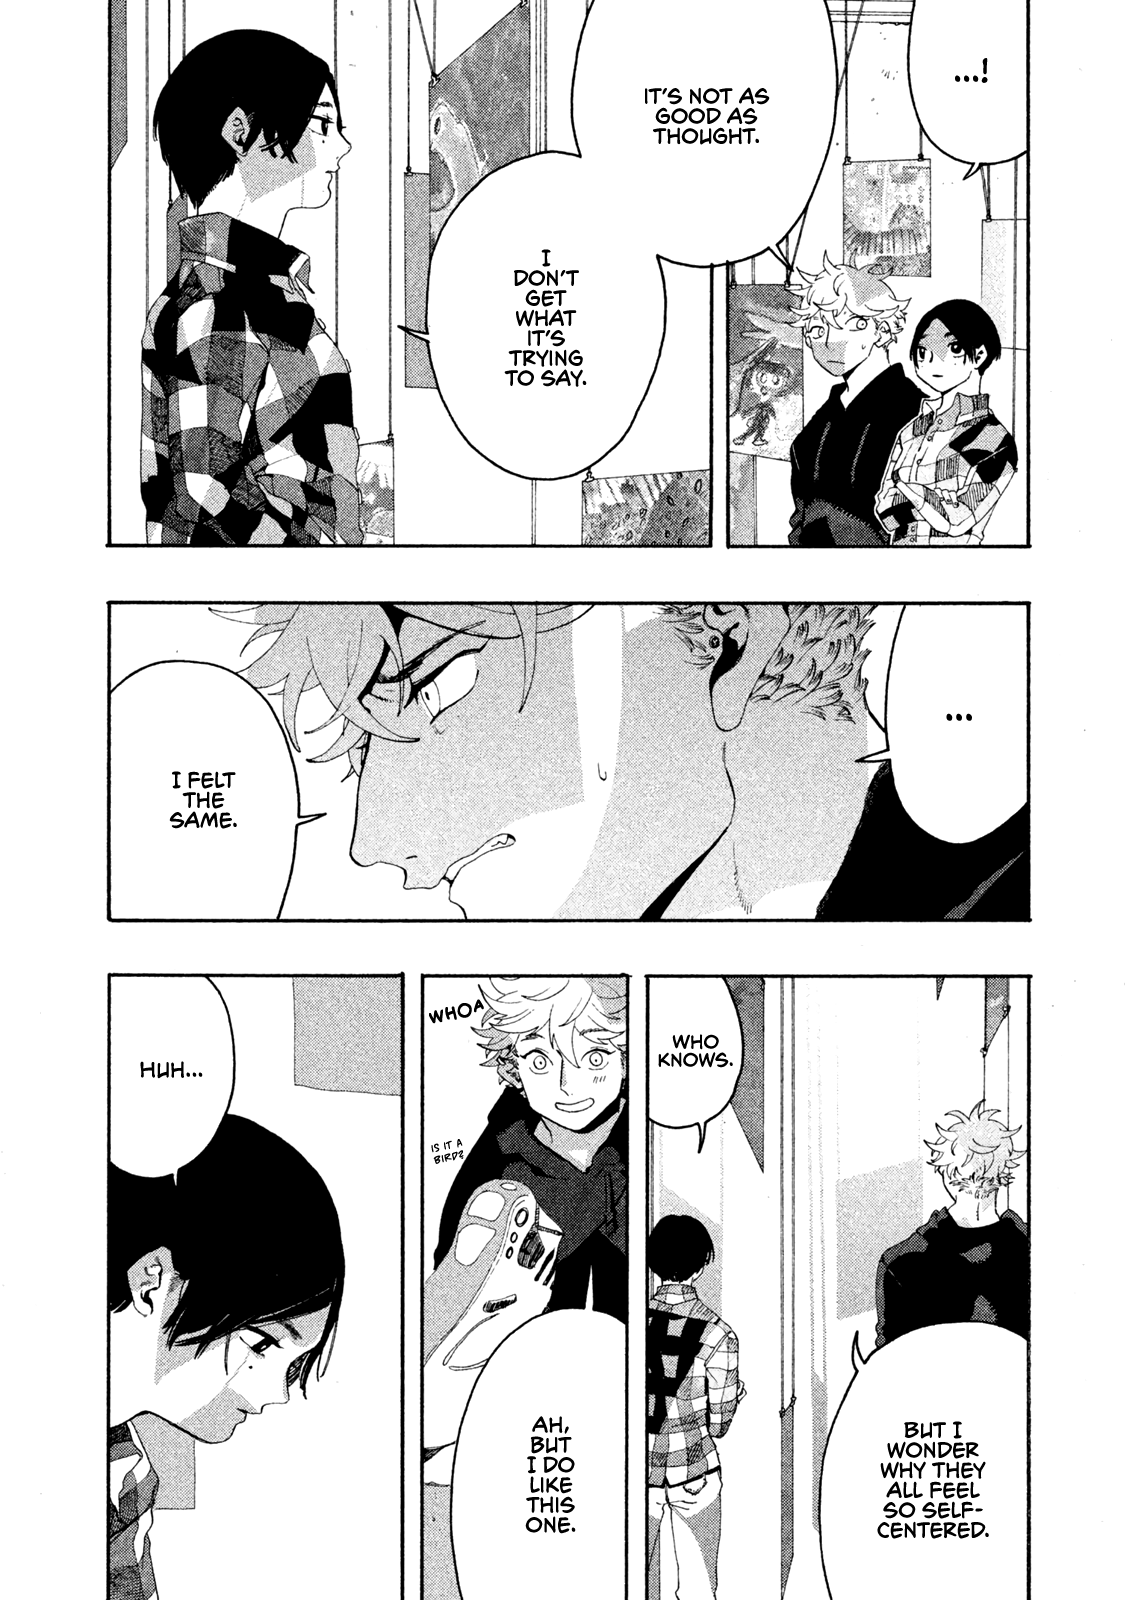 ...!
IT'S NOT AS
GOOD AS
THOUGHT.
I
DON'T
GET
WHAT
IT'S
TRYING
TO SAY.
...
I FELT
THE
SAME.
WHO
KNOWS.
BUT I
WONDER
WHY THEY
ALL FEEL
SO SELF-
CENTERED.
WHOA
IS IT A
BIRD?
AH,
BUT
I DO
LIKE
THIS
ONE.
HUH...